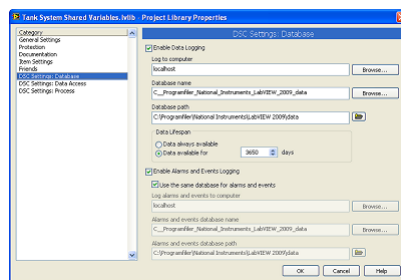 Tank System Shared Variables.lvlib - Project Library Properties
Category
General Settings
Protection
Documentation
Item Settings
Friends
DSC Settings: Database
DSC Settings: Data Access
DSC Settings: Process
DSC Settings: Database
Enable Data Logging
Log to computer
localhost
Browse...
Database name
C__Programfiler_National_Instruments_LabVIEW_2009_data
Browse...
Database path
C:\Programfiler\National Instruments\LabVIEW 2009\data
Data Lifespan
Data always available
Data available for 3650 days
Enable Alarms and Events Logging
Use the same database for alarms and events
Log alarms and events to computer
localhost
Browse...
Alarms and events database name
C__Programfiler_National_Instruments_LabVIEW_2009_data
Browse...
Alarms and events database path
C:\Programfiler\National Instruments\LabVIEW 2009\data
OK Cancel Help